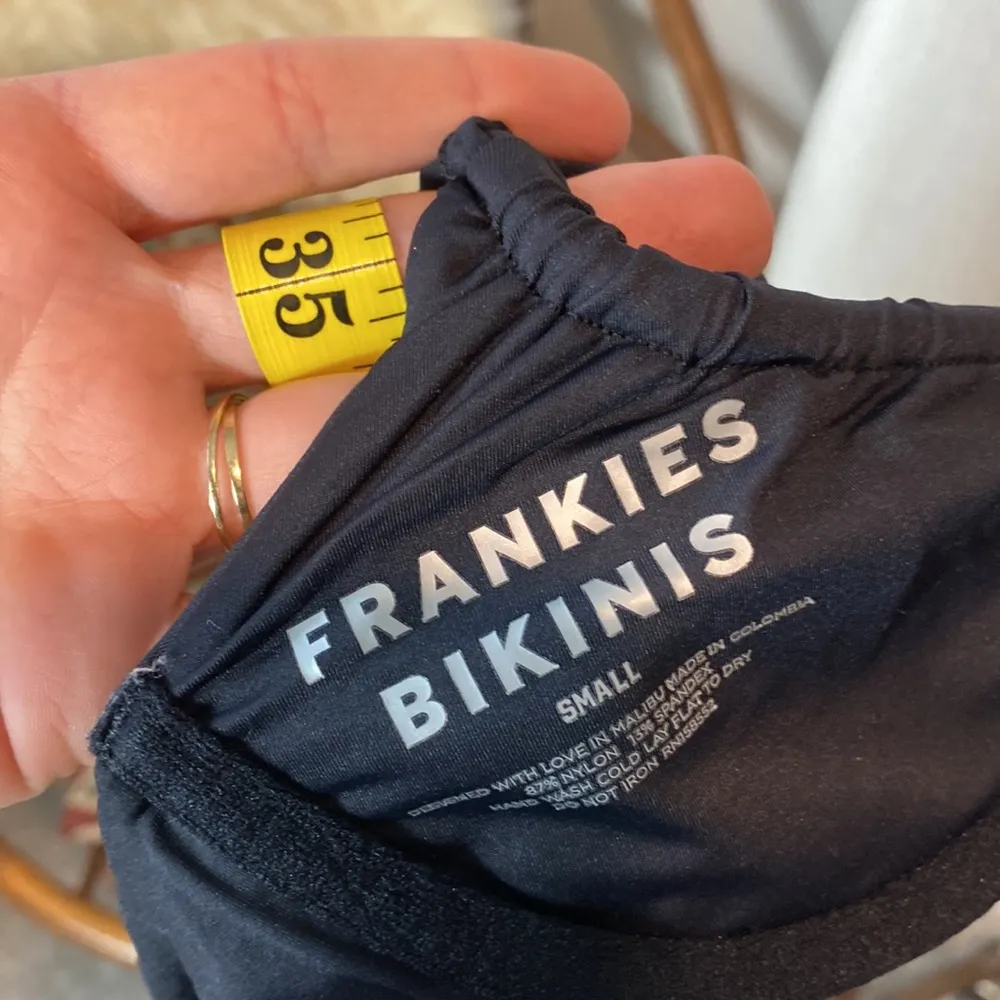 35
FRANKIES
BIKINIS
SMALL
DESIGNED WITH LOVE IN MALIBU MADE IN COLOMBIA
87% NYLON 13% SPANDEX
HAND WASH COLD LAY FLAT TO DRY
DO NOT IRON RN158552